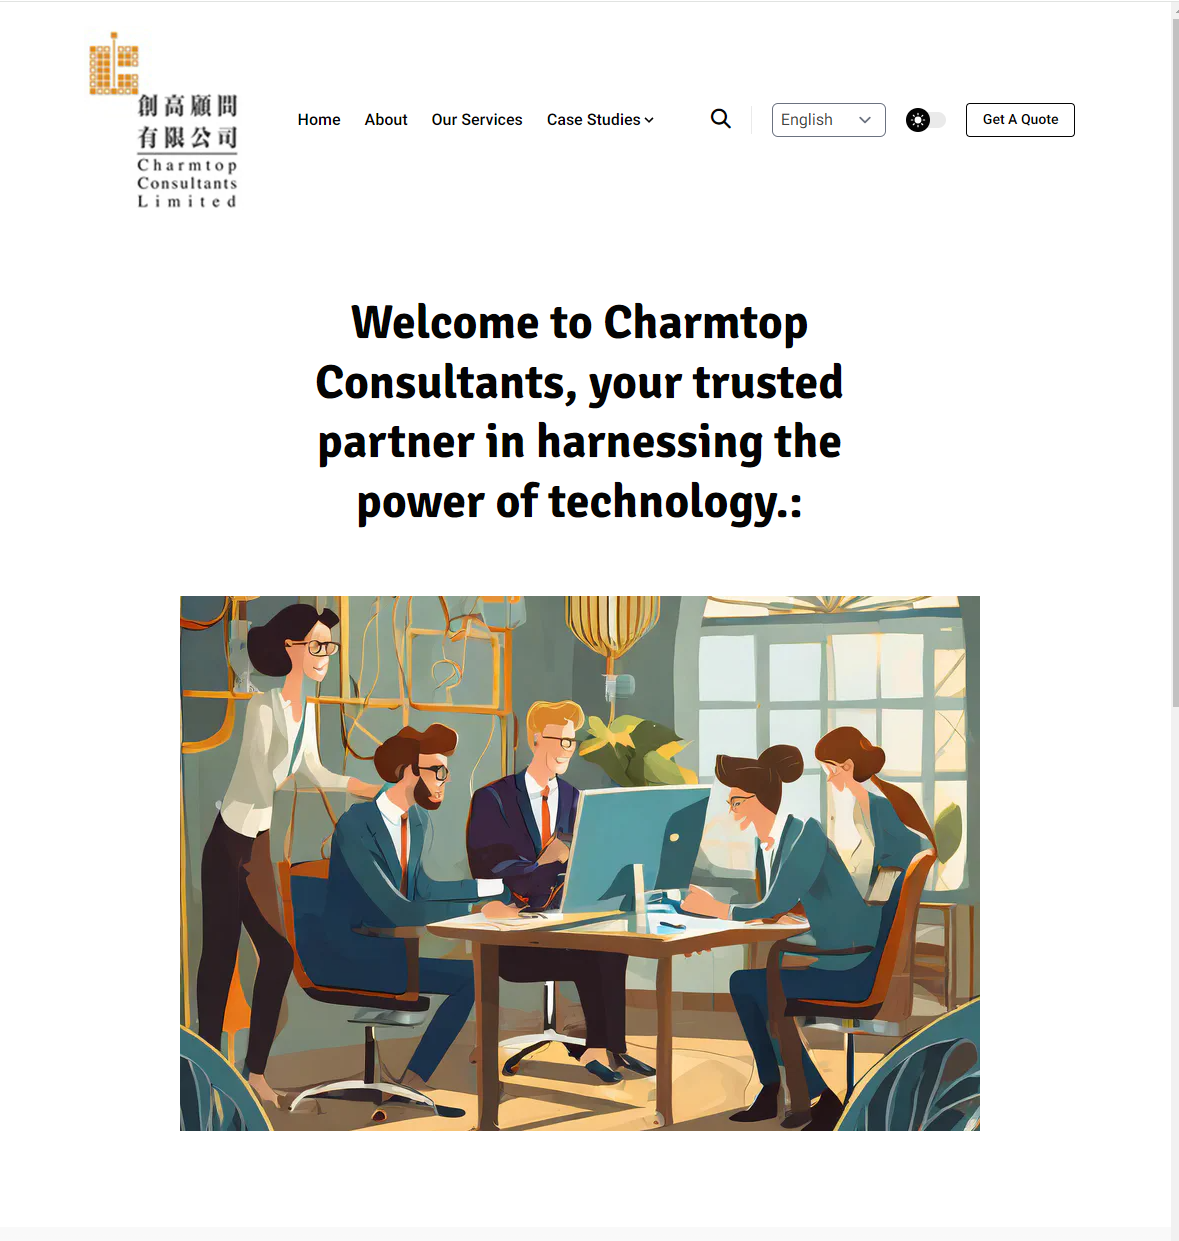 創高顧問
有限公司
Charmtop
Consultants
Limited
Home About Our Services Case Studies English Get A Quote
Welcome to Charmtop
Consultants, your trusted
partner in harnessing the
power of technology.: